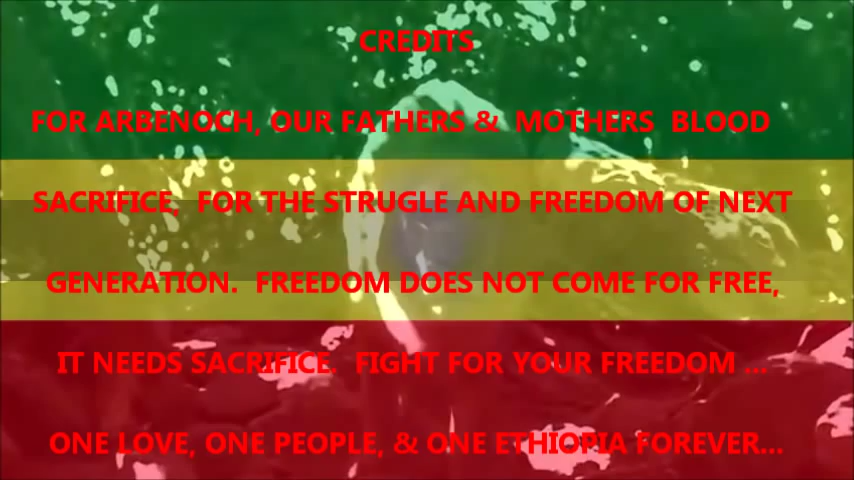 CREDITS
FOR ARBENOCH, OUR FATHERS & MOTHERS BLOOD
SACRIFICE, FOR THE STRUGLE AND FREEDOM OF NEXT
GENERATION. FREEDOM DOES NOT COME FOR FREE,
IT NEEDS SACRIFICE. FIGHT FOR YOUR FREEDOM ...
ONE LOVE, ONE PEOPLE, & ONE ETHIOPIA FOREVER...